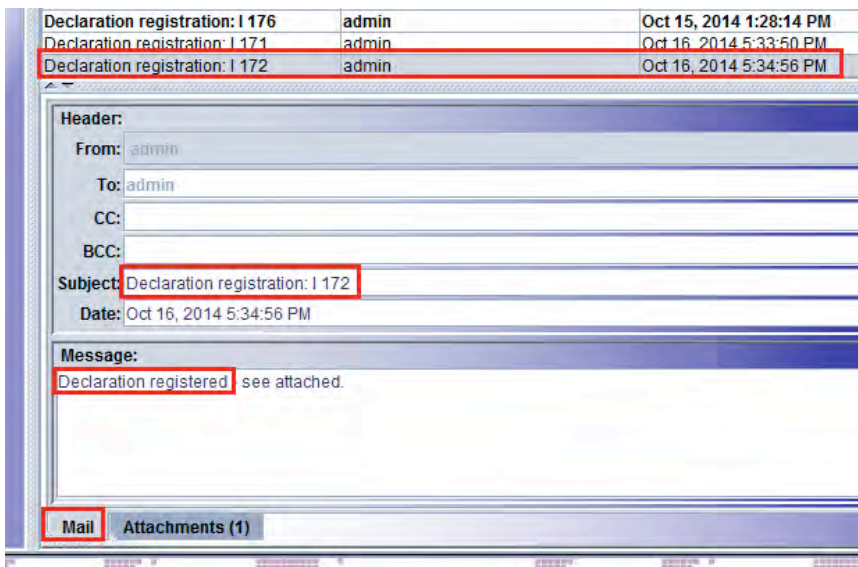 Declaration registration: I 176 admin Oct 15, 2014 1:28:14 PM
Declaration registration: I 171 admin Oct 16, 2014 5:33:50 PM
Declaration registration: I 172 admin Oct 16, 2014 5:34:56 PM
Header:
From: admin
To: admin
CC:
BCC:
Subject: Declaration registration: I 172
Date: Oct 16, 2014 5:34:56 PM
Message:
Declaration registered see attached.
Mail Attachments (1)